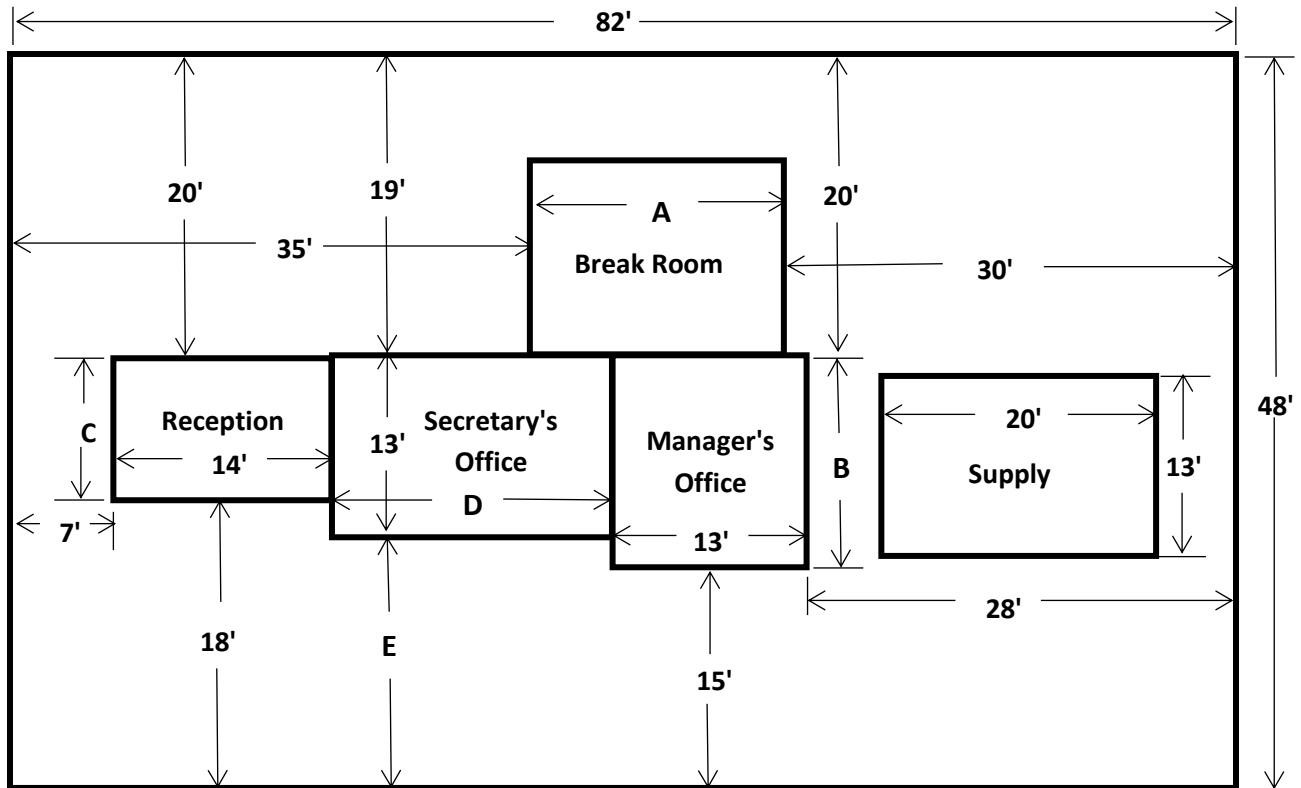 82'
20'
19'
20'
A
35'
Break Room
30'
48'
C
Reception
14'
Secretary's
Office
13'
D
Manager's
Office
13'
B
20'
Supply
13'
7'
18'
E
15'
28'